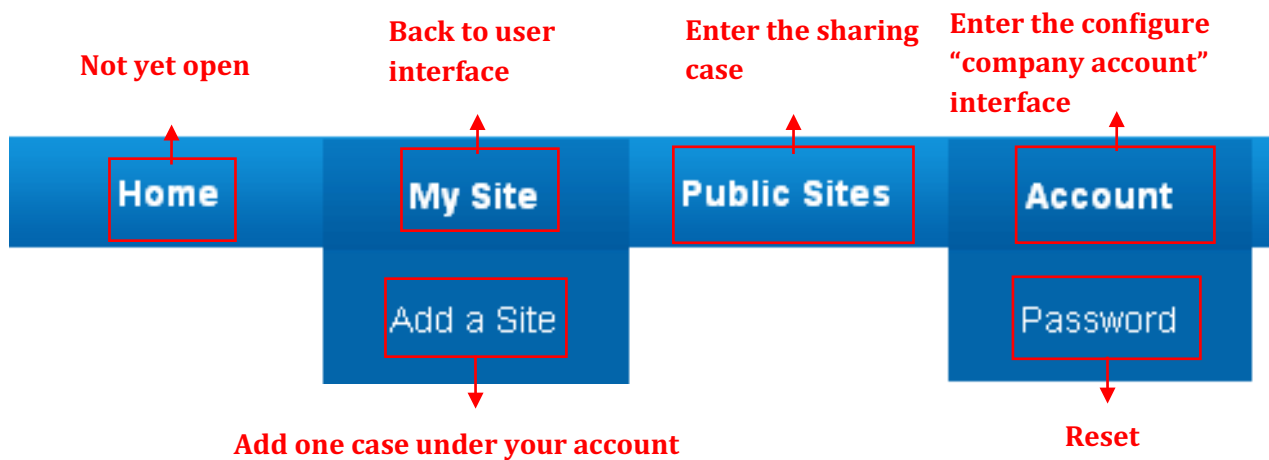 Not yet open
Back to user
interface
Enter the sharing
case
Enter the configure
“company account”
interface
Home
My Site
Public Sites
Account
Add a Site
Password
Add one case under your account
Reset